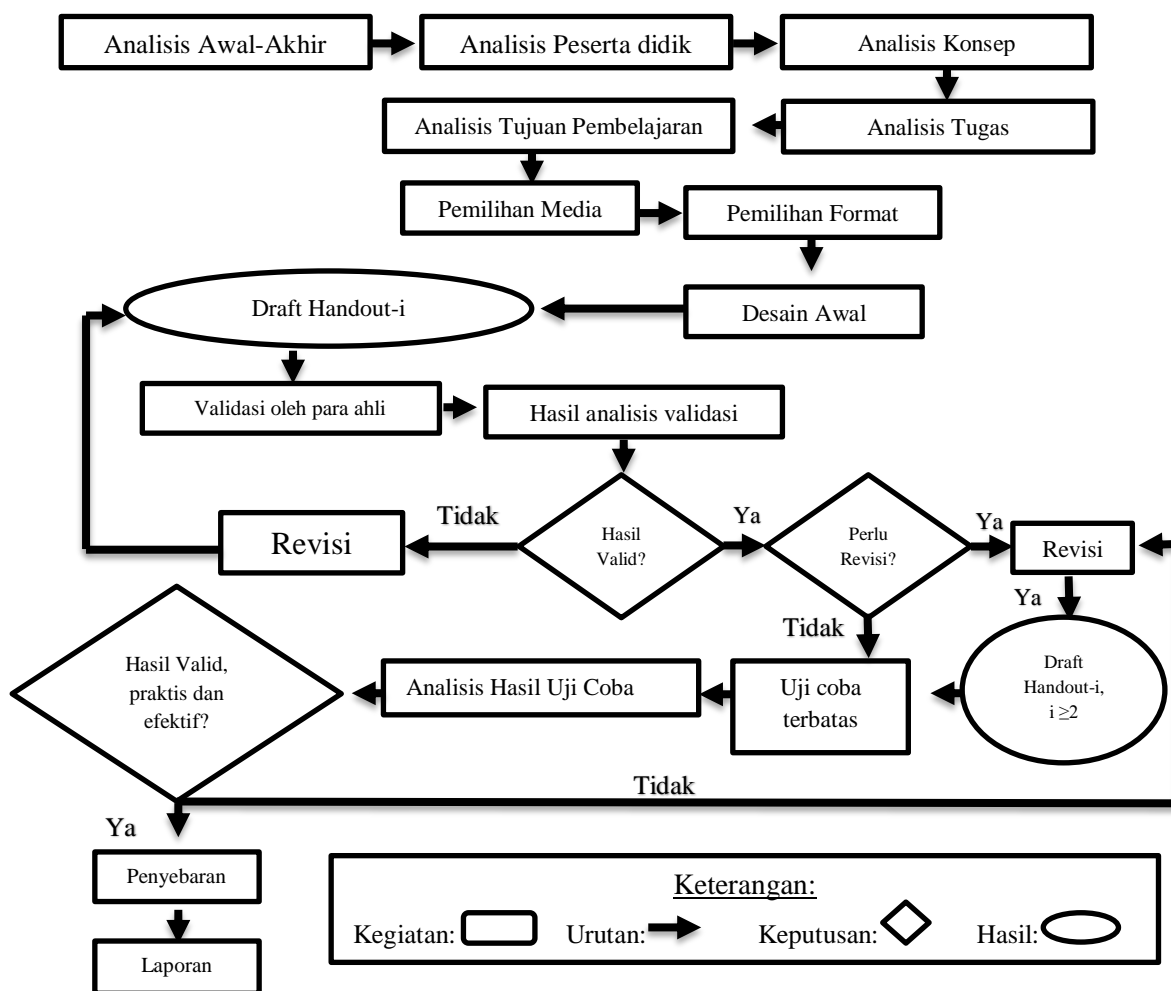 Analisis Awal-Akhir
Analisis Peserta didik
Analisis Konsep
Analisis Tujuan Pembelajaran
Analisis Tugas
Pemilihan Media
Pemilihan Format
Draft Handout-i
Desain Awal
Validasi oleh para ahli
Hasil analisis validasi
Tidak
Revisi
Hasil
Valid?
Ya
Perlu
Revisi?
Ya
Revisi
Ya
Tidak
Hasil Valid,
praktis dan
efektif?
Analisis Hasil Uji Coba
Uji coba
terbatas
Draft
Handout-i,
i ≥2
Tidak
Ya
Penyebaran
Laporan
Keterangan:
Kegiatan: Urutan: Keputusan: Hasil: